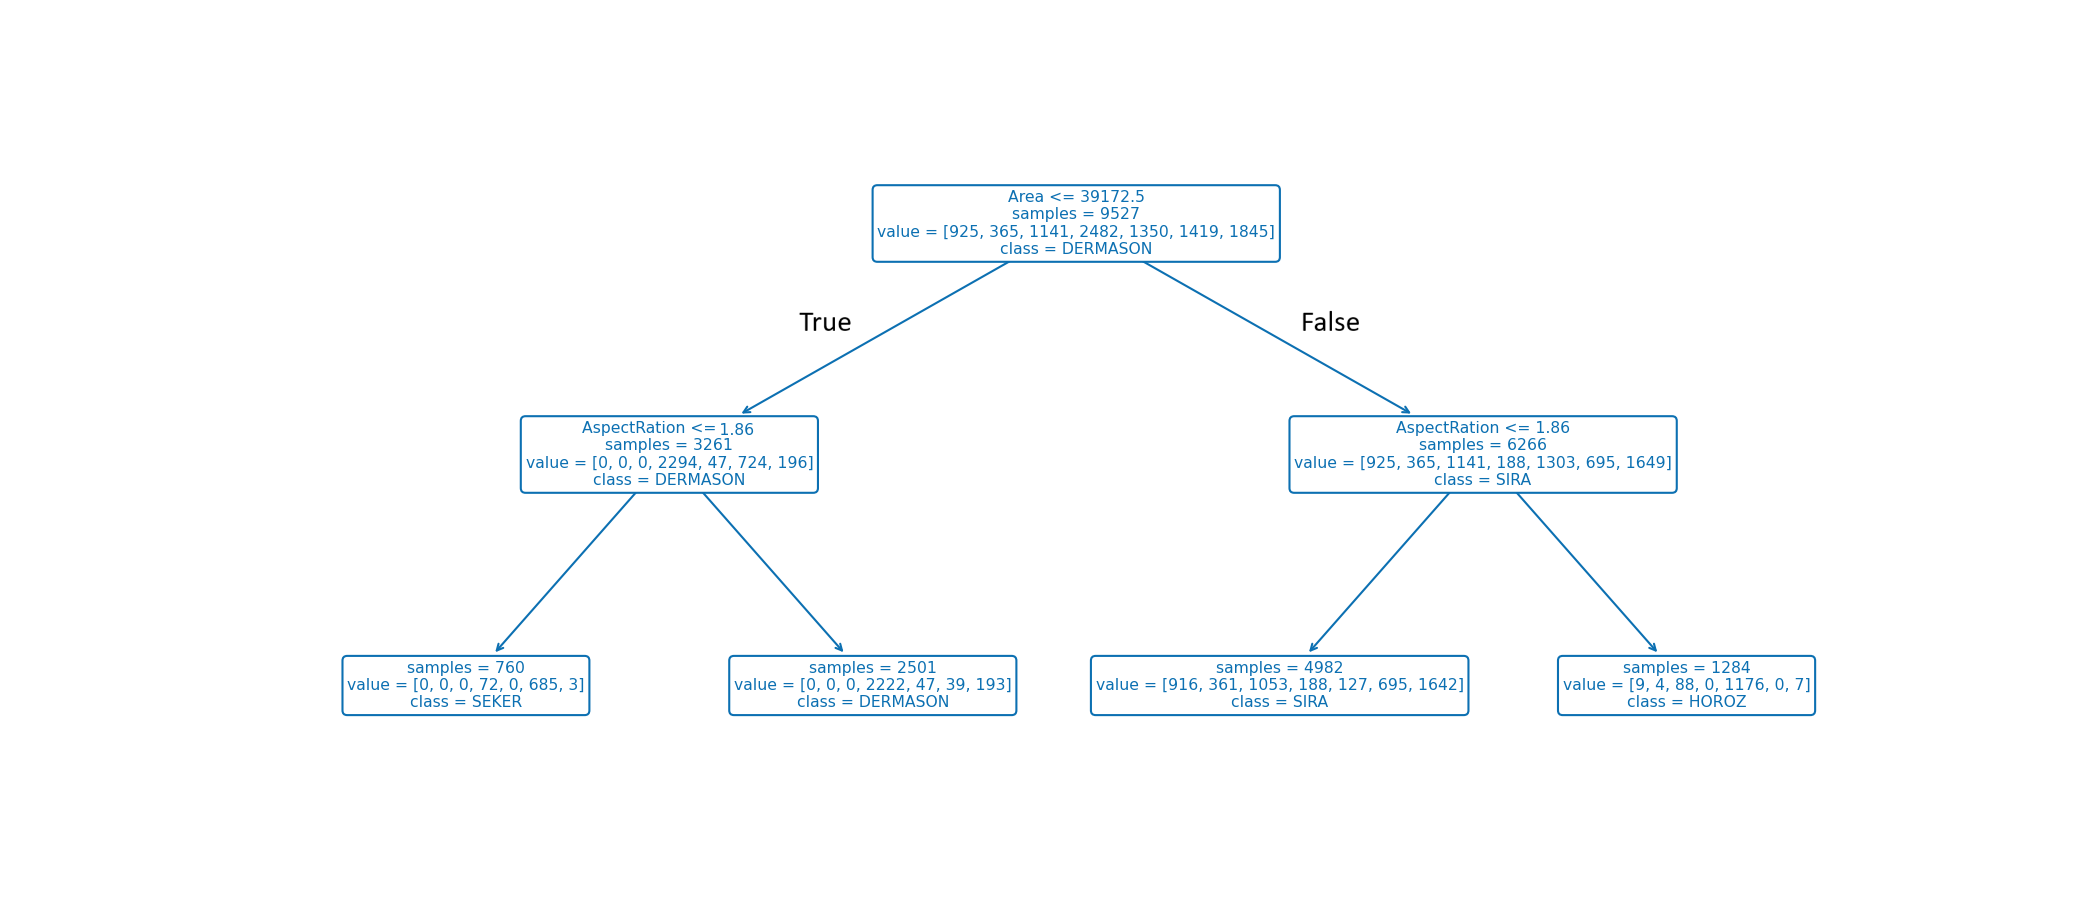 Area <= 39172.5
samples = 9527
value = [925, 365, 1141, 2482, 1350, 1419, 1845]
class = DERMASON
True
False
AspectRation <= 1.86
samples = 3261
value = [0, 0, 0, 2294, 47, 724, 196]
class = DERMASON
AspectRation <= 1.86
samples = 6266
value = [925, 365, 1141, 188, 1303, 695, 1649]
class = SIRA
samples = 760
value = [0, 0, 0, 72, 0, 685, 3]
class = SEKER
samples = 2501
value = [0, 0, 0, 2222, 47, 39, 193]
class = DERMASON
samples = 4982
value = [916, 361, 1053, 188, 127, 695, 1642]
class = SIRA
samples = 1284
value = [9, 4, 88, 0, 1176, 0, 7]
class = HOROZ